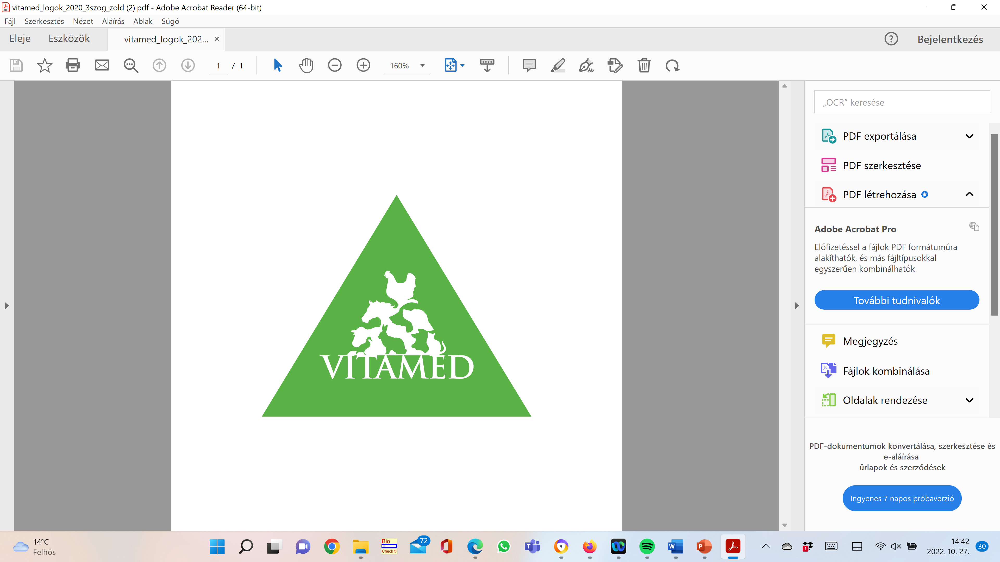 vitamed_logok_2020_3szog_zold (2).pdf - Adobe Acrobat Reader (64-bit)
Fájl Szerkesztés Nézet Aláírás Ablak Súgó
Eleje Eszközök vitamed_logok_202... Bejelentkezés
1 / 1 160%
„OCR” keresése
PDF exportálása
PDF szerkesztése
PDF létrehozása
Adobe Acrobat Pro
Előfizetéssel a fájlok PDF formátumúra
alakíthatók, és más fájltípusokkal
egyszerűen kombinálhatók
További tudnivalók
Megjegyzés
Fájlok kombinálása
Oldalak rendezése
PDF-dokumentumok konvertálása, szerkesztése és
e-aláírása
űrlapok és szerződések
Ingyenes 7 napos próbaverzió
VITAMED
14°C
Felhős
Bio
Check 5
72
1
14:42
2022. 10. 27.
30